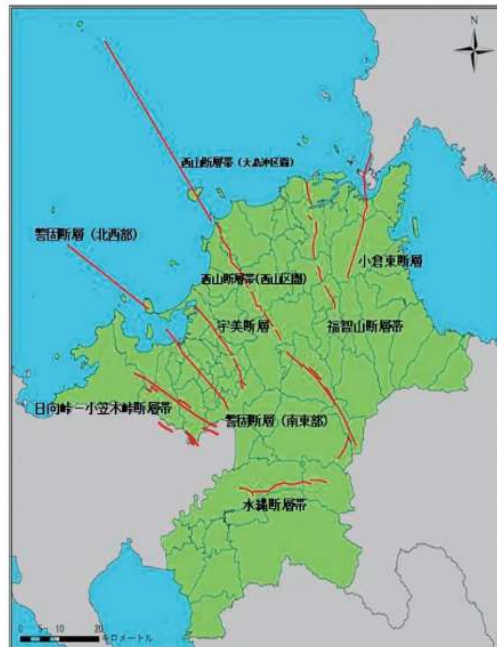 N
西山断層帯(大島沖区間)
警固断層(北西部)
小倉東断層
西山断層帯(西山区間)
宇美断層
福智山断層帯
日向峠−小笠木峠断層帯
警固断層(南東部)
水縄断層帯
0 5 10 20
キロメートル